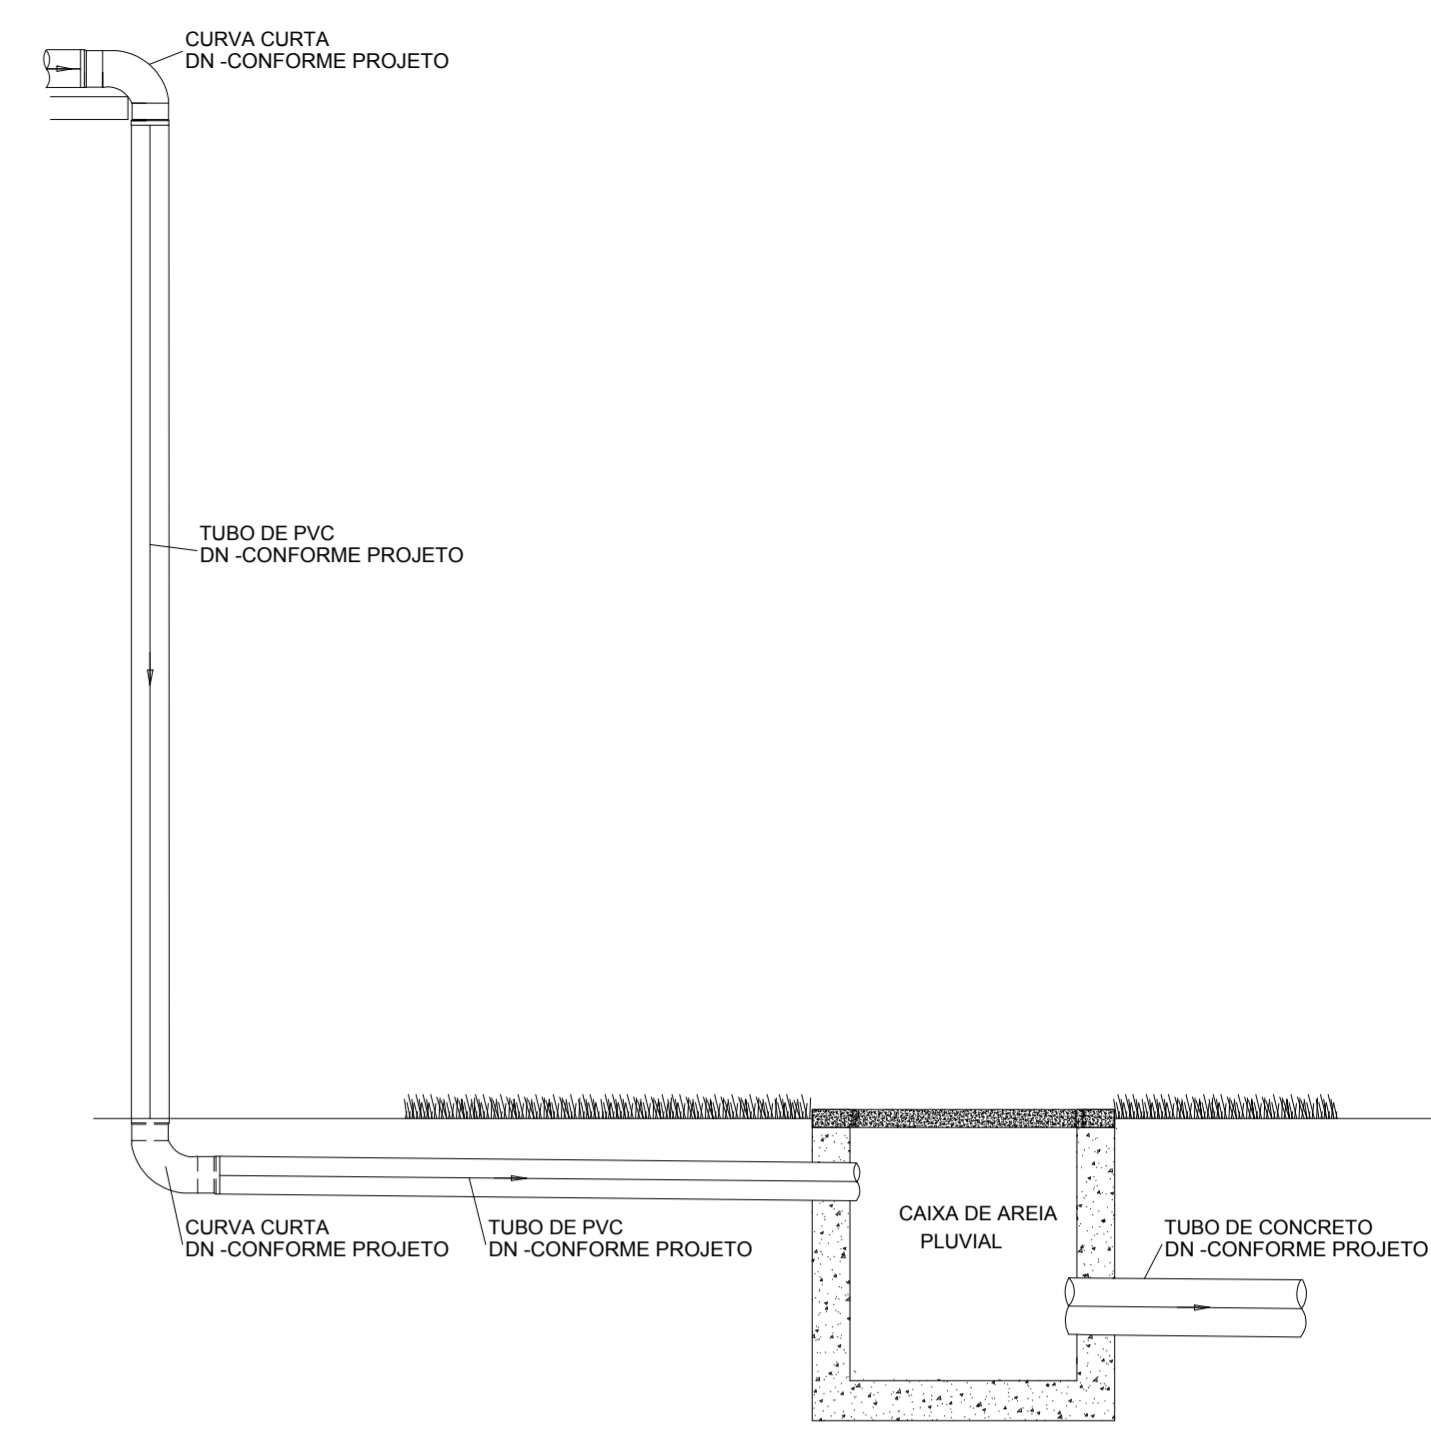 CURVA CURTA
DN -CONFORME PROJETO
TUBO DE PVC
DN -CONFORME PROJETO
CURVA CURTA
DN -CONFORME PROJETO
TUBO DE PVC
DN -CONFORME PROJETO
CAIXA DE AREIA
PLUVIAL
TUBO DE CONCRETO
DN -CONFORME PROJETO